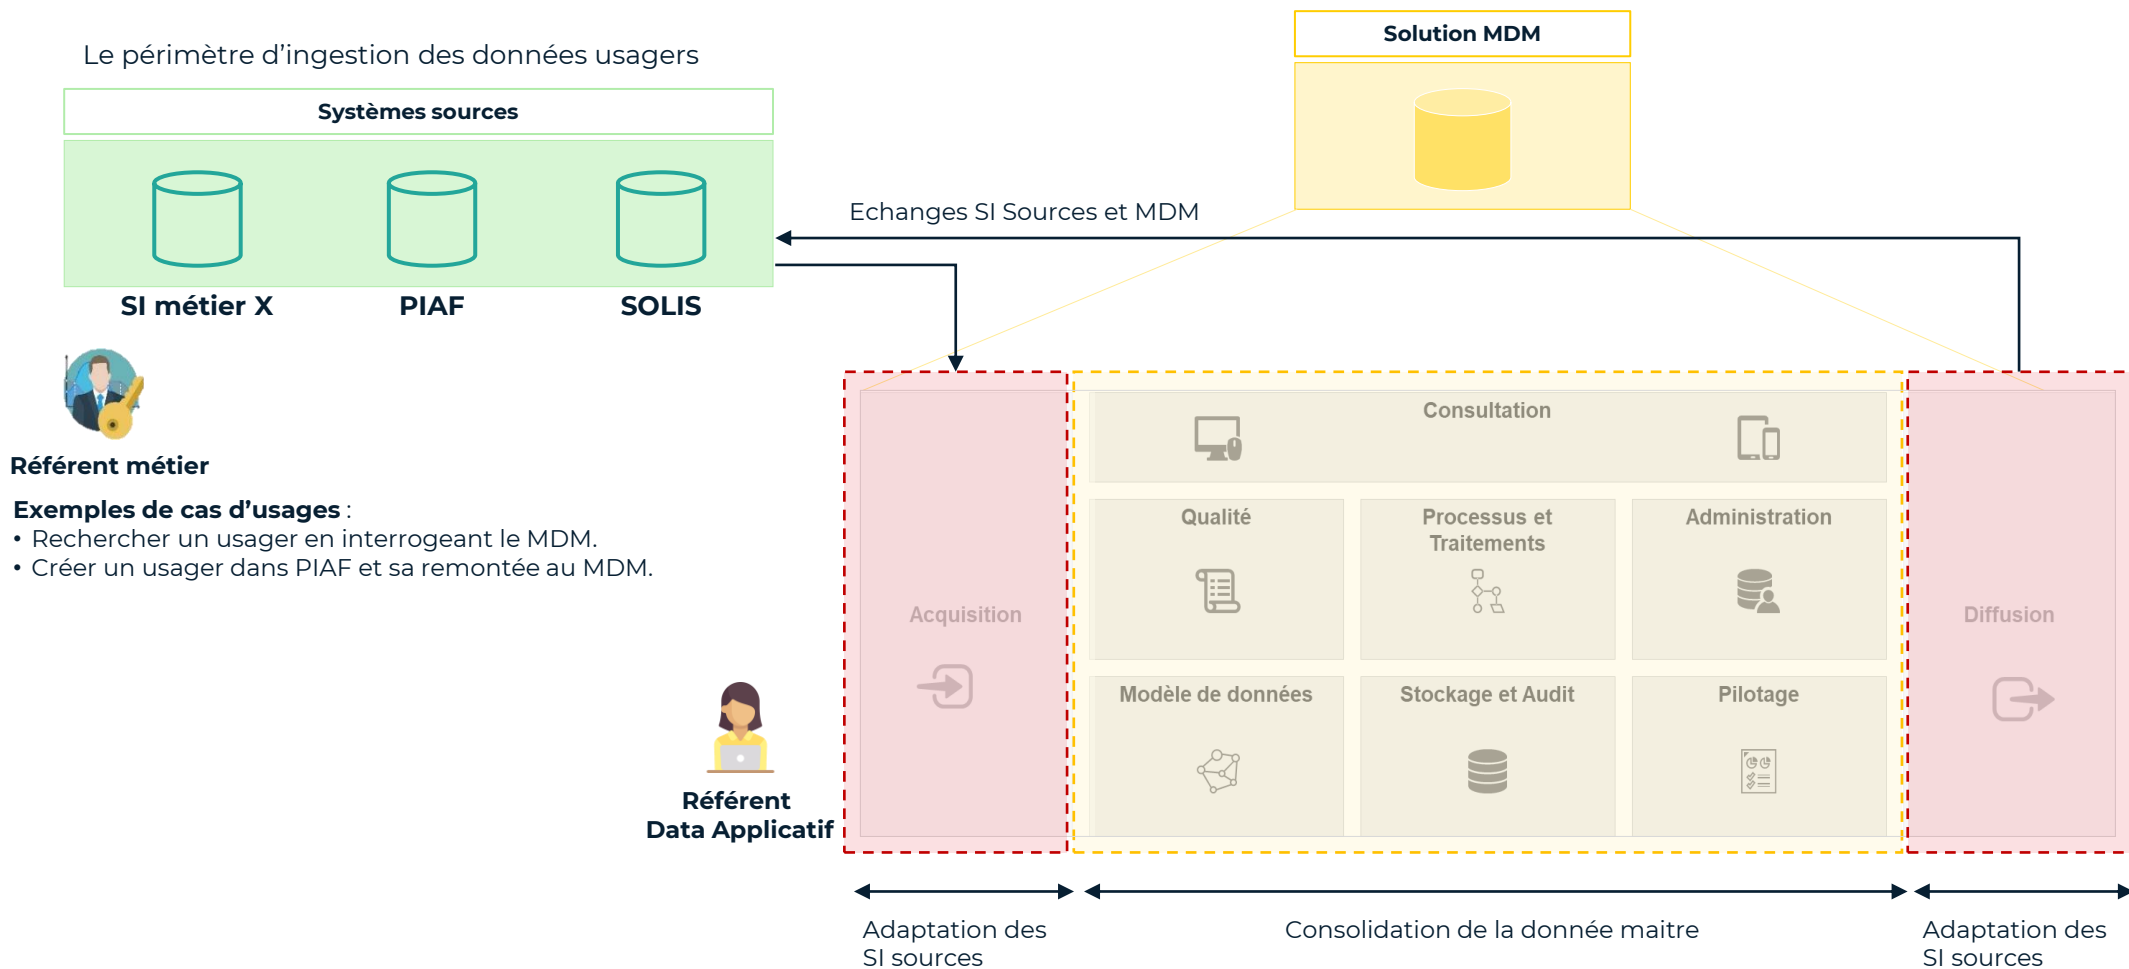 Solution MDM
Le périmètre d’ingestion des données usagers
Systèmes sources
Echanges SI Sources et MDM
SI métier X
PIAF
SOLIS
Référent métier
Exemples de cas d’usages :
• Rechercher un usager en interrogeant le MDM.
• Créer un usager dans PIAF et sa remontée au MDM.
Consultation
Qualité
Processus et
Traitements
Administration
Acquisition
Diffusion
Modèle de données
Stockage et Audit
Pilotage
Référent
Data Applicatif
Adaptation des
SI sources
Consolidation de la donnée maitre
Adaptation des
SI sources